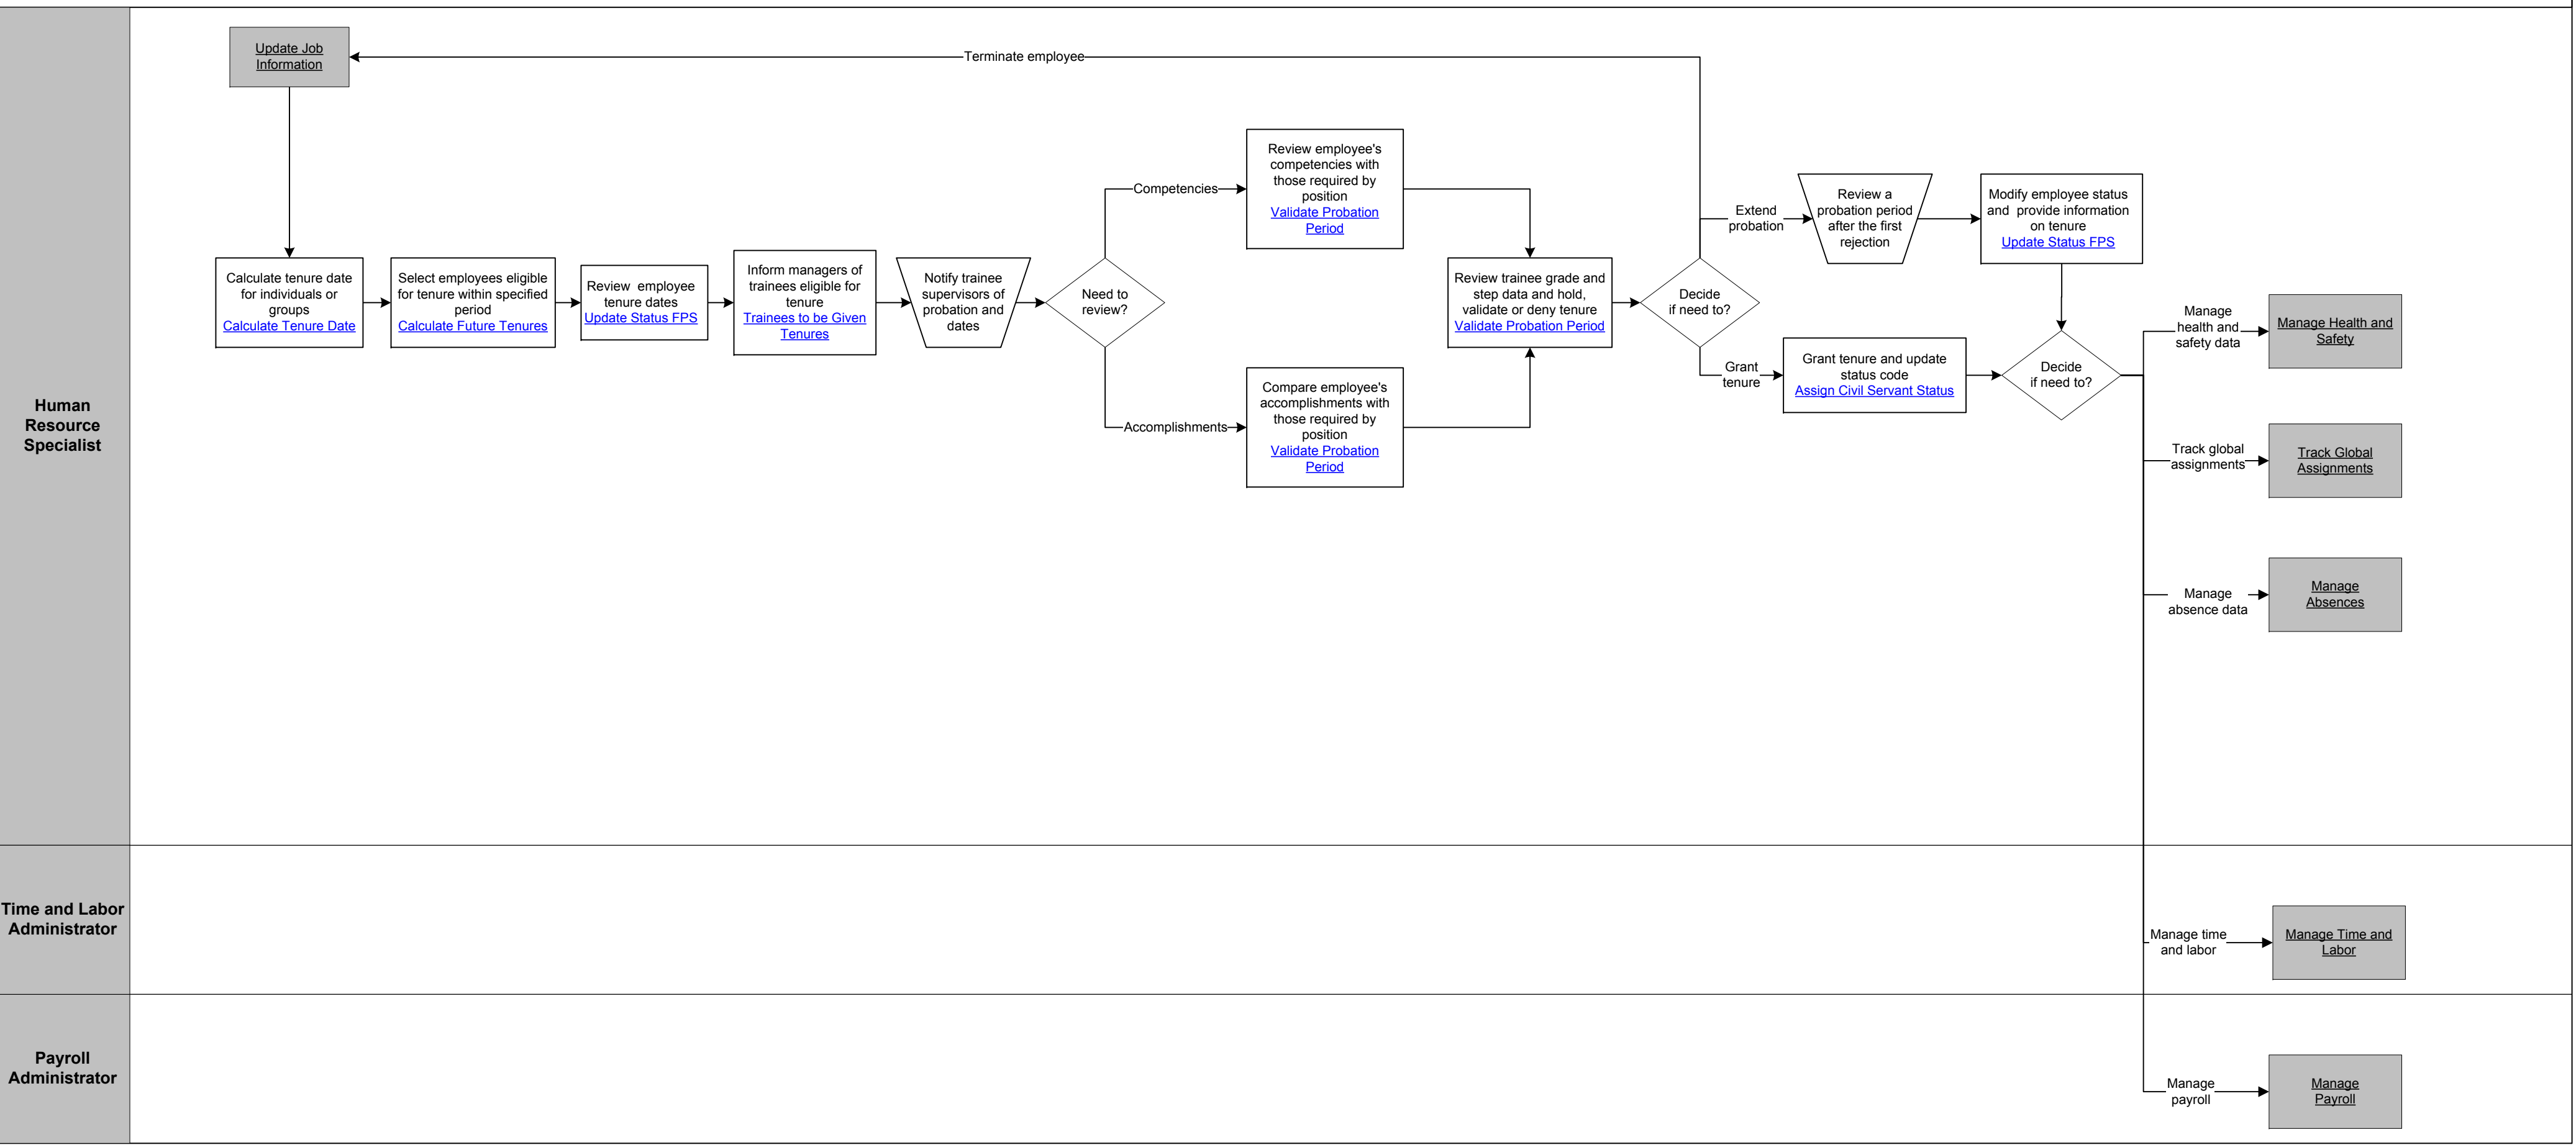 Human
Resource
Specialist
Update Job
Information
Terminate employee
Calculate tenure date
for individuals or
groups
Calculate Tenure Date
Select employees eligible
for tenure within specified
period
Calculate Future Tenures
Review employee
tenure dates
Update Status FPS
Inform managers of
trainees eligible for
tenure
Trainees to be Given
Tenures
Notify trainee
supervisors of
probation and
dates
Need to
review?
Competencies
Review employee's
competencies with
those required by
position
Validate Probation
Period
Accomplishments
Compare employee's
accomplishments with
those required by
position
Validate Probation
Period
Review trainee grade and
step data and hold,
validate or deny tenure
Validate Probation Period
Decide
if need to?
Extend
probation
Review a
probation period
after the first
rejection
Modify employee status
and provide information
on tenure
Update Status FPS
Grant
tenure
Grant tenure and update
status code
Assign Civil Servant Status
Decide
if need to?
Manage
health and
safety data
Manage Health and
Safety
Track global
assignments
Track Global
Assignments
Manage
absence data
Manage
Absences
Time and Labor
Administrator
Manage time
and labor
Manage Time and
Labor
Payroll
Administrator
Manage
payroll
Manage
Payroll